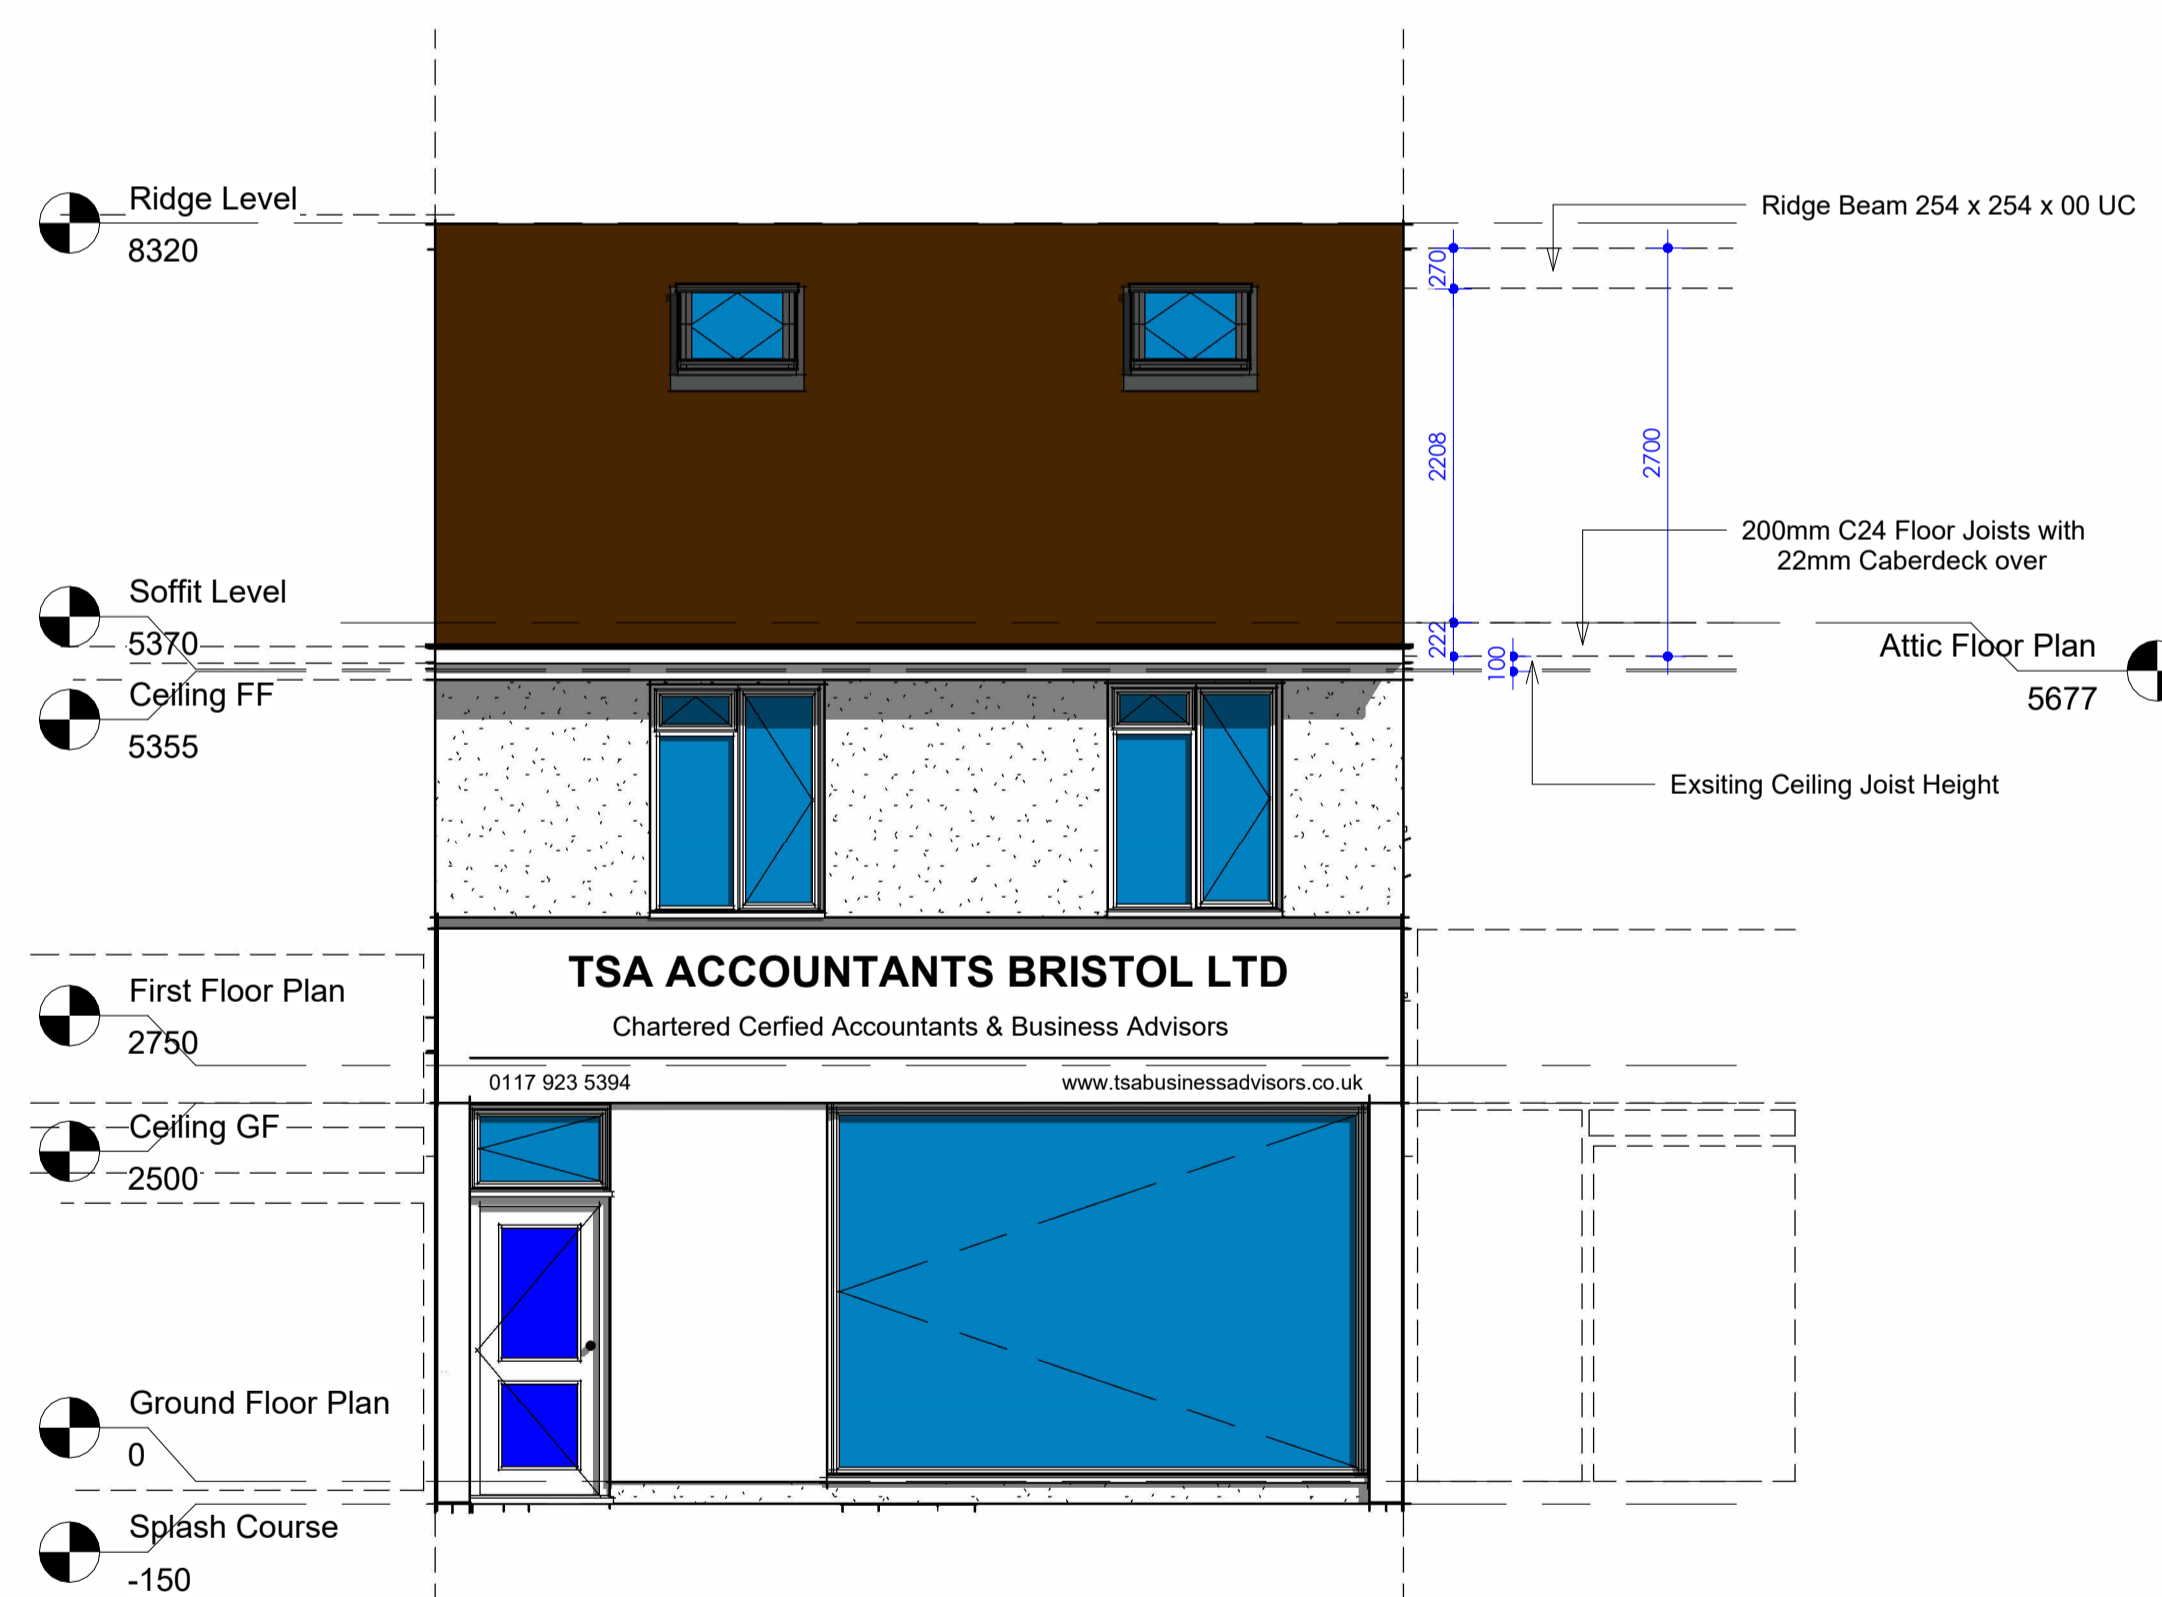 Ridge Level
8320
Ridge Beam 254 x 254 x 00 UC
270
2208
2700
200mm C24 Floor Joists with
22mm Caberdeck over
Soffit Level
5370
222
100
Attic Floor Plan
5677
Ceiling FF
5355
Exsiting Ceiling Joist Height
TSA ACCOUNTANTS BRISTOL LTD
First Floor Plan
2750
Chartered Cerfied Accountants & Business Advisors
0117 923 5394
www.tsabusinessadvisors.co.uk
Ceiling GF
2500
Ground Floor Plan
0
Splash Course
-150